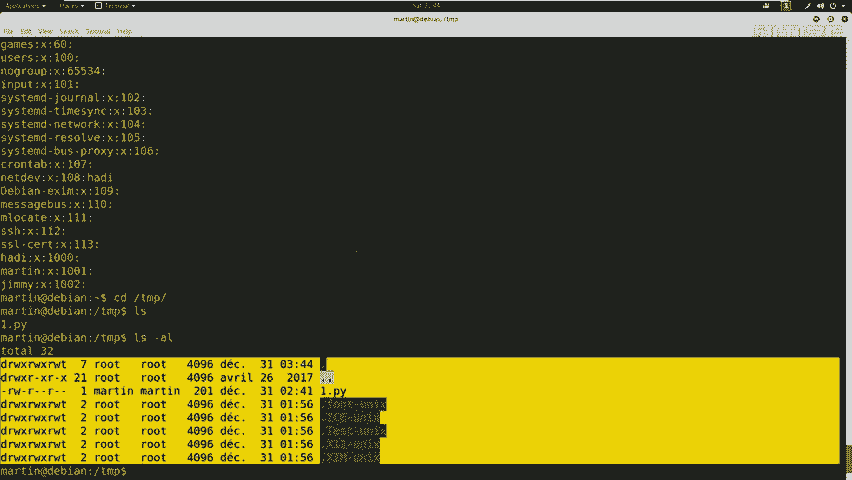 Applications
martin@debian:/tmp
File Edit View Search Terminal Help
games:x:60:
users:x:100:
nogroup:x:65534:
input:x:101:
systemd-journal:x:102:
systemd-timesync:x:103:
systemd-network:x:104:
systemd-resolve:x:105:
systemd-bus-proxy:x:106:
crontab:x:107:
netdev:x:108:hadi
Debian-exim:x:109:
messagebus:x:110:
mlocate:x:111:
ssh:x:112:
ssl-cert:x:113:
hadi:x:1000:
martin:x:1001:
jimmy:x:1002:
martin@debian:~$ cd /tmp/
martin@debian:/tmp$ ls
1.py
martin@debian:/tmp$ ls -al
total 32
drwxrwxrwt 7 root root 4096 déc. 31 03:44 .
drwxr-xr-x 21 root root 4096 avril 26 2017 ..
-rw-r--r-- 1 martin martin 201 déc. 31 02:41 1.py
drwxrwxrwt 2 root root 4096 déc. 31 01:56
drwxrwxrwt 2 root root 4096 déc. 31 01:56
drwxrwxrwt 2 root root 4096 déc. 31 01:56
drwxrwxrwt 2 root root 4096 déc. 31 01:56
drwxrwxrwt 2 root root 4096 déc. 31 01:56
martin@debian:/tmp$